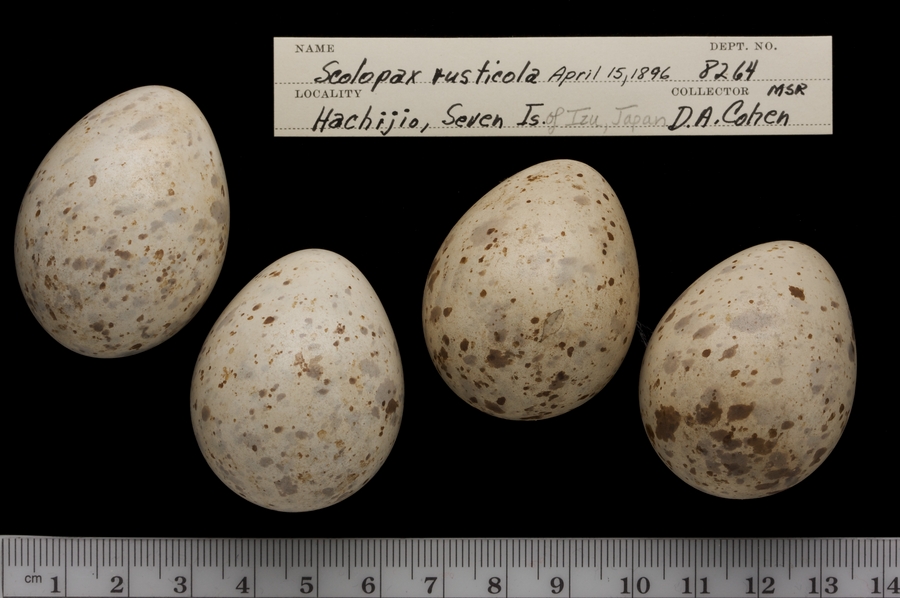 NAME DEPT. NO.
Scolopax rusticola April 15, 1896 8264
LOCALITY COLLECTOR MSR
Hachijio, Seven Is. of Izu, Japan D.A. Cohen
cm 1 2 3 4 5 6 7 8 9 10 11 12 13 14